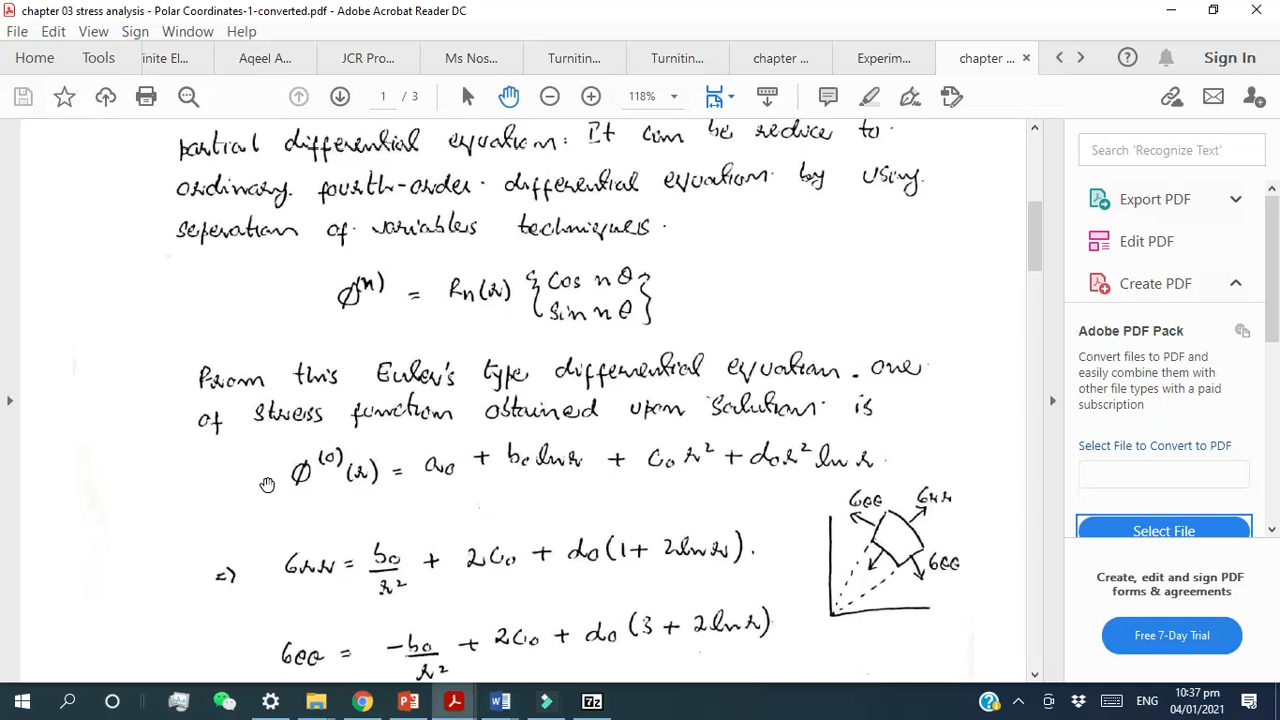 chapter 03 stress analysis - Polar Coordinates-1-converted.pdf - Adobe Acrobat Reader DC
File Edit View Sign Window Help
Home Tools inite El... Aqeel A... JCR Pro... Ms Nos... Turnitin... Turnitin... chapter ... Experim... chapter ... × Sign In
1 / 3 118%
partial differential equation. It can be reduce to
ordinary fourth-order differential equation by using
seperation of variables techniques.
ϕ⁽ⁿ⁾ = Rn(r) { Cos nθ
Sin nθ }
From this Euler's type differential equation. one
of stress function obtained upon solution is
ϕ⁽⁰⁾(r) = a₀ + b₀ ln r + c₀ r² + d₀ r² ln r.
σθθ σrr
=) σrr = b₀/r² + 2c₀ + d₀(1 + 2 ln r).
σθθ
σθθ = -b₀/r² + 2c₀ + d₀(3 + 2 ln r)
Search 'Recognize Text'
Export PDF
Edit PDF
Create PDF
Adobe PDF Pack
Convert files to PDF and
easily combine them with
other file types with a paid
subscription
Select File to Convert to PDF
Select File
Create, edit and sign PDF
forms & agreements
Free 7-Day Trial
ENG
10:37 pm
04/01/2021